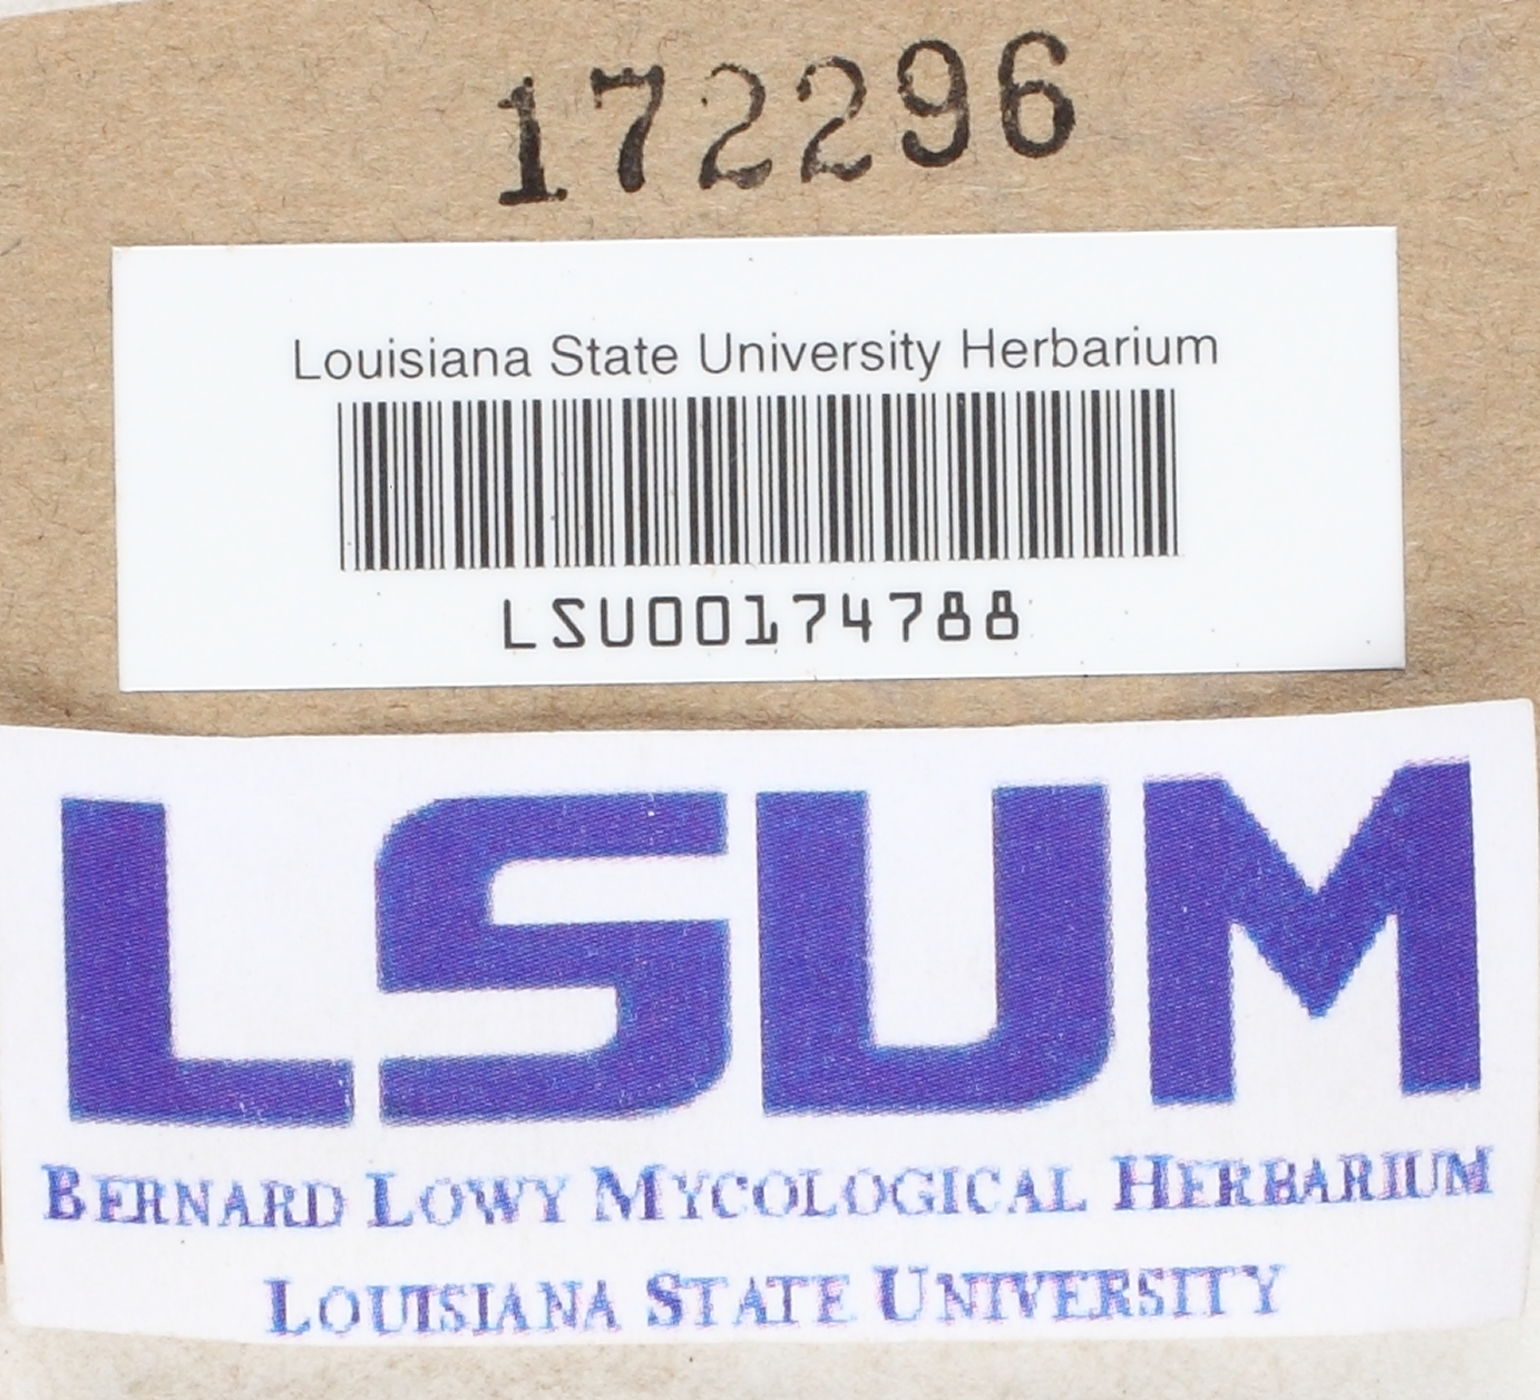 172296
Louisiana State University Herbarium
LSU00174788
LSUM
BERNARD LOWY MYCOLOGICAL HERBARIUM
LOUISIANA STATE UNIVERSITY